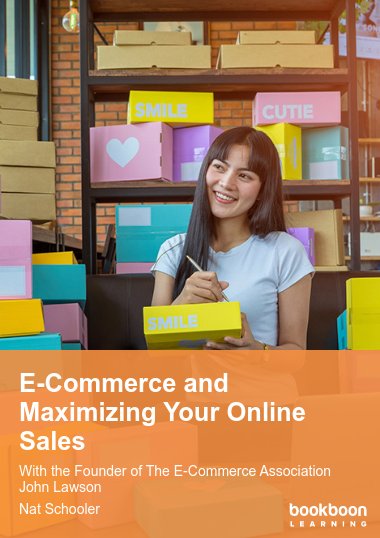 SMILE
CUTIE
SMILE
E-Commerce and
Maximizing Your Online
Sales
With the Founder of The E-Commerce Association
John Lawson
Nat Schooler
bookboon
LEARNING